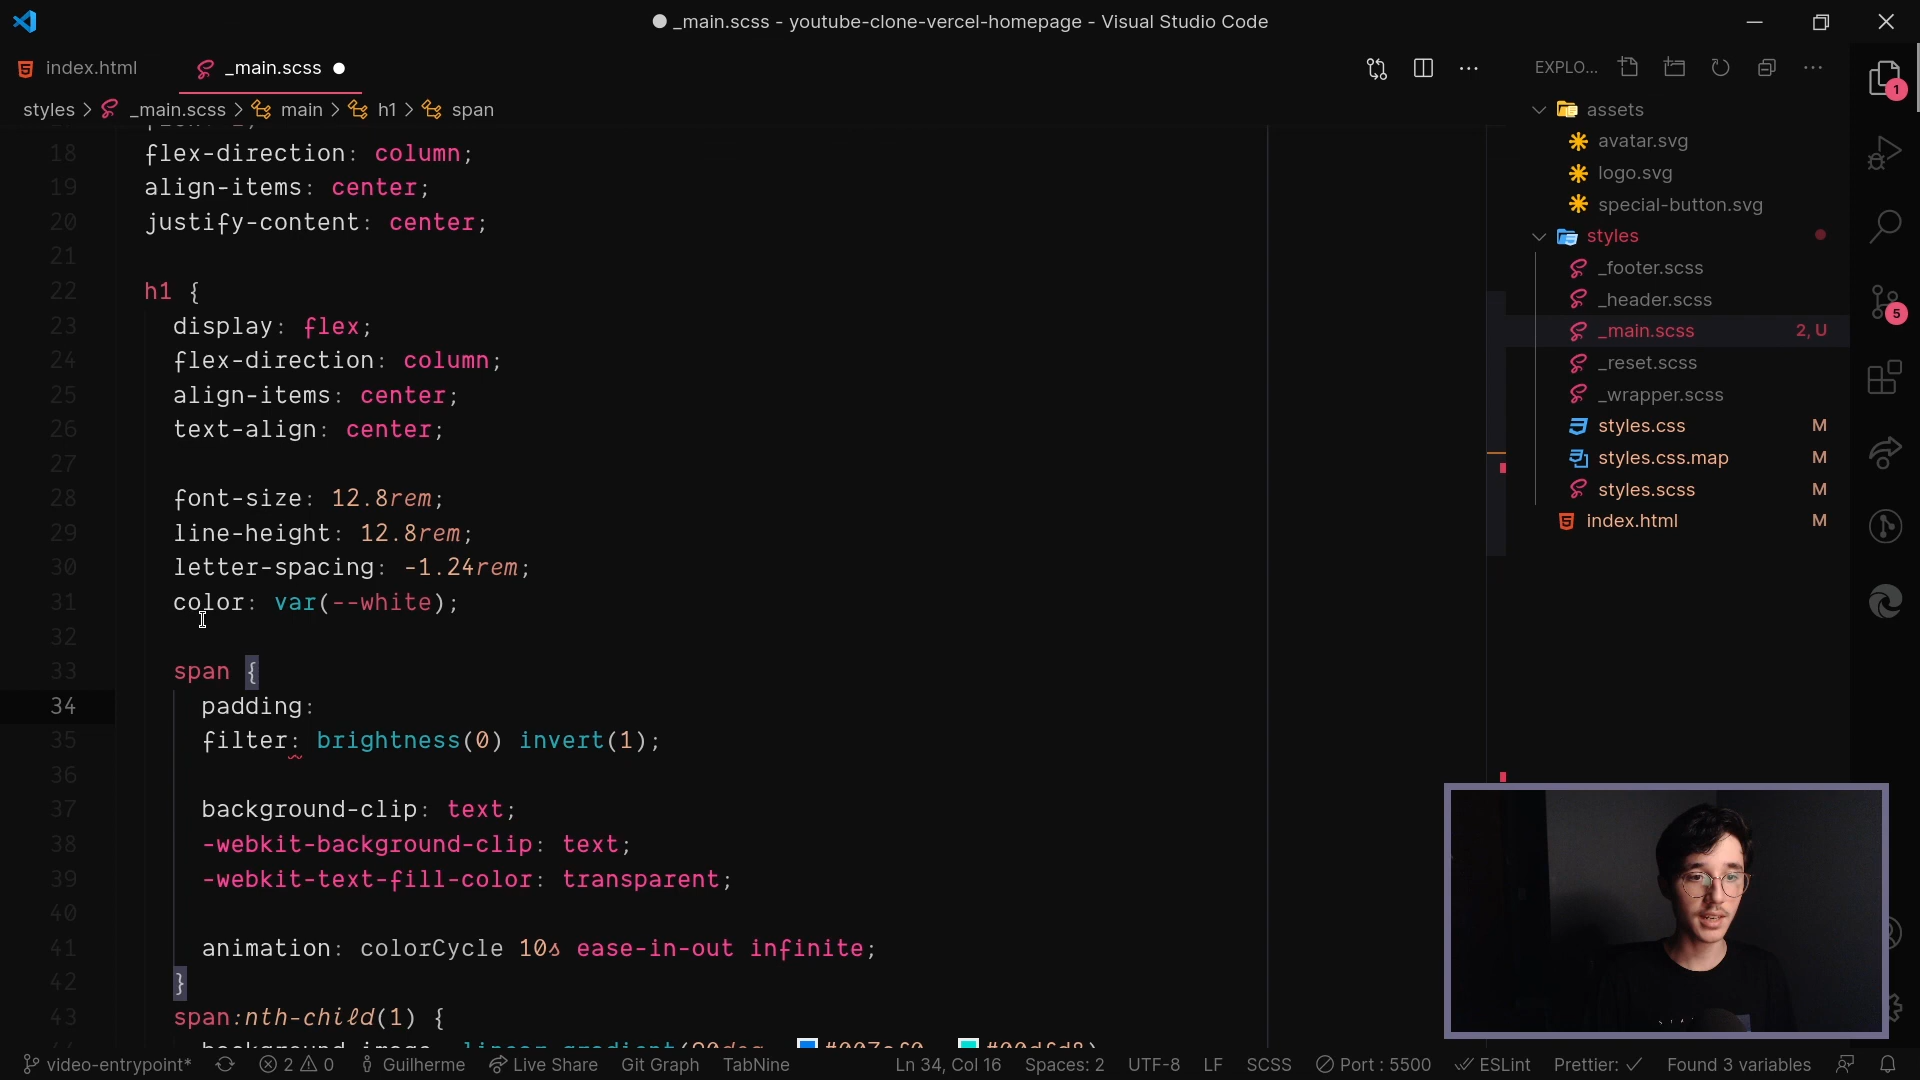 _main.scss - youtube-clone-vercel-homepage - Visual Studio Code
index.html
_main.scss
EXPLO...
1
styles > _main.scss > main > h1 > span
18 flex-direction: column;
19 align-items: center;
20 justify-content: center;
21
22 h1 {
23 display: flex;
24 flex-direction: column;
25 align-items: center;
26 text-align: center;
27
28 font-size: 12.8rem;
29 line-height: 12.8rem;
30 letter-spacing: -1.24rem;
31 color: var(--white);
32
33 span {
34 padding:
35 filter: brightness(0) invert(1);
36
37 background-clip: text;
38 -webkit-background-clip: text;
39 -webkit-text-fill-color: transparent;
40
41 animation: colorCycle 10s ease-in-out infinite;
42 }
43 span:nth-child(1) {
assets
avatar.svg
logo.svg
special-button.svg
styles
_footer.scss
_header.scss
_main.scss 2, U
_reset.scss
_wrapper.scss
styles.css M
styles.css.map M
styles.scss M
index.html M
5
video-entrypoint* 2 0 Guilherme Live Share Git Graph TabNine Ln 34, Col 16 Spaces: 2 UTF-8 LF SCSS Port : 5500 ESLint Prettier: Found 3 variables